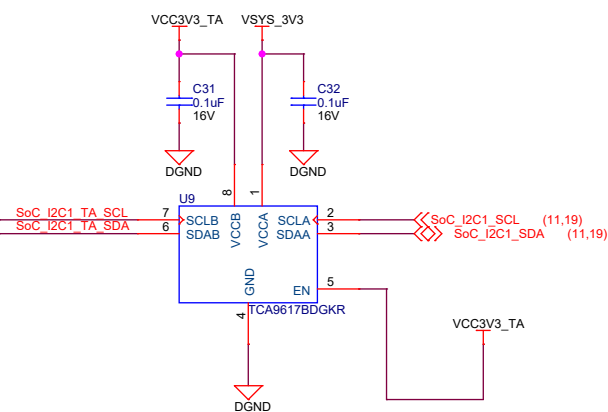 VCC3V3_TA VSYS_3V3
C31 C32
0.1uF 0.1uF
16V 16V
DGND DGND
U9
8 1
SoC_I2C1_TA_SCL 7 SCLB VCCB VCCA SCLA 2 SoC_I2C1_SCL (11,19)
SoC_I2C1_TA_SDA 6 SDAB SDAA 3 SoC_I2C1_SDA (11,19)
GND EN 5
4 TCA9617BDGKR
VCC3V3_TA
DGND